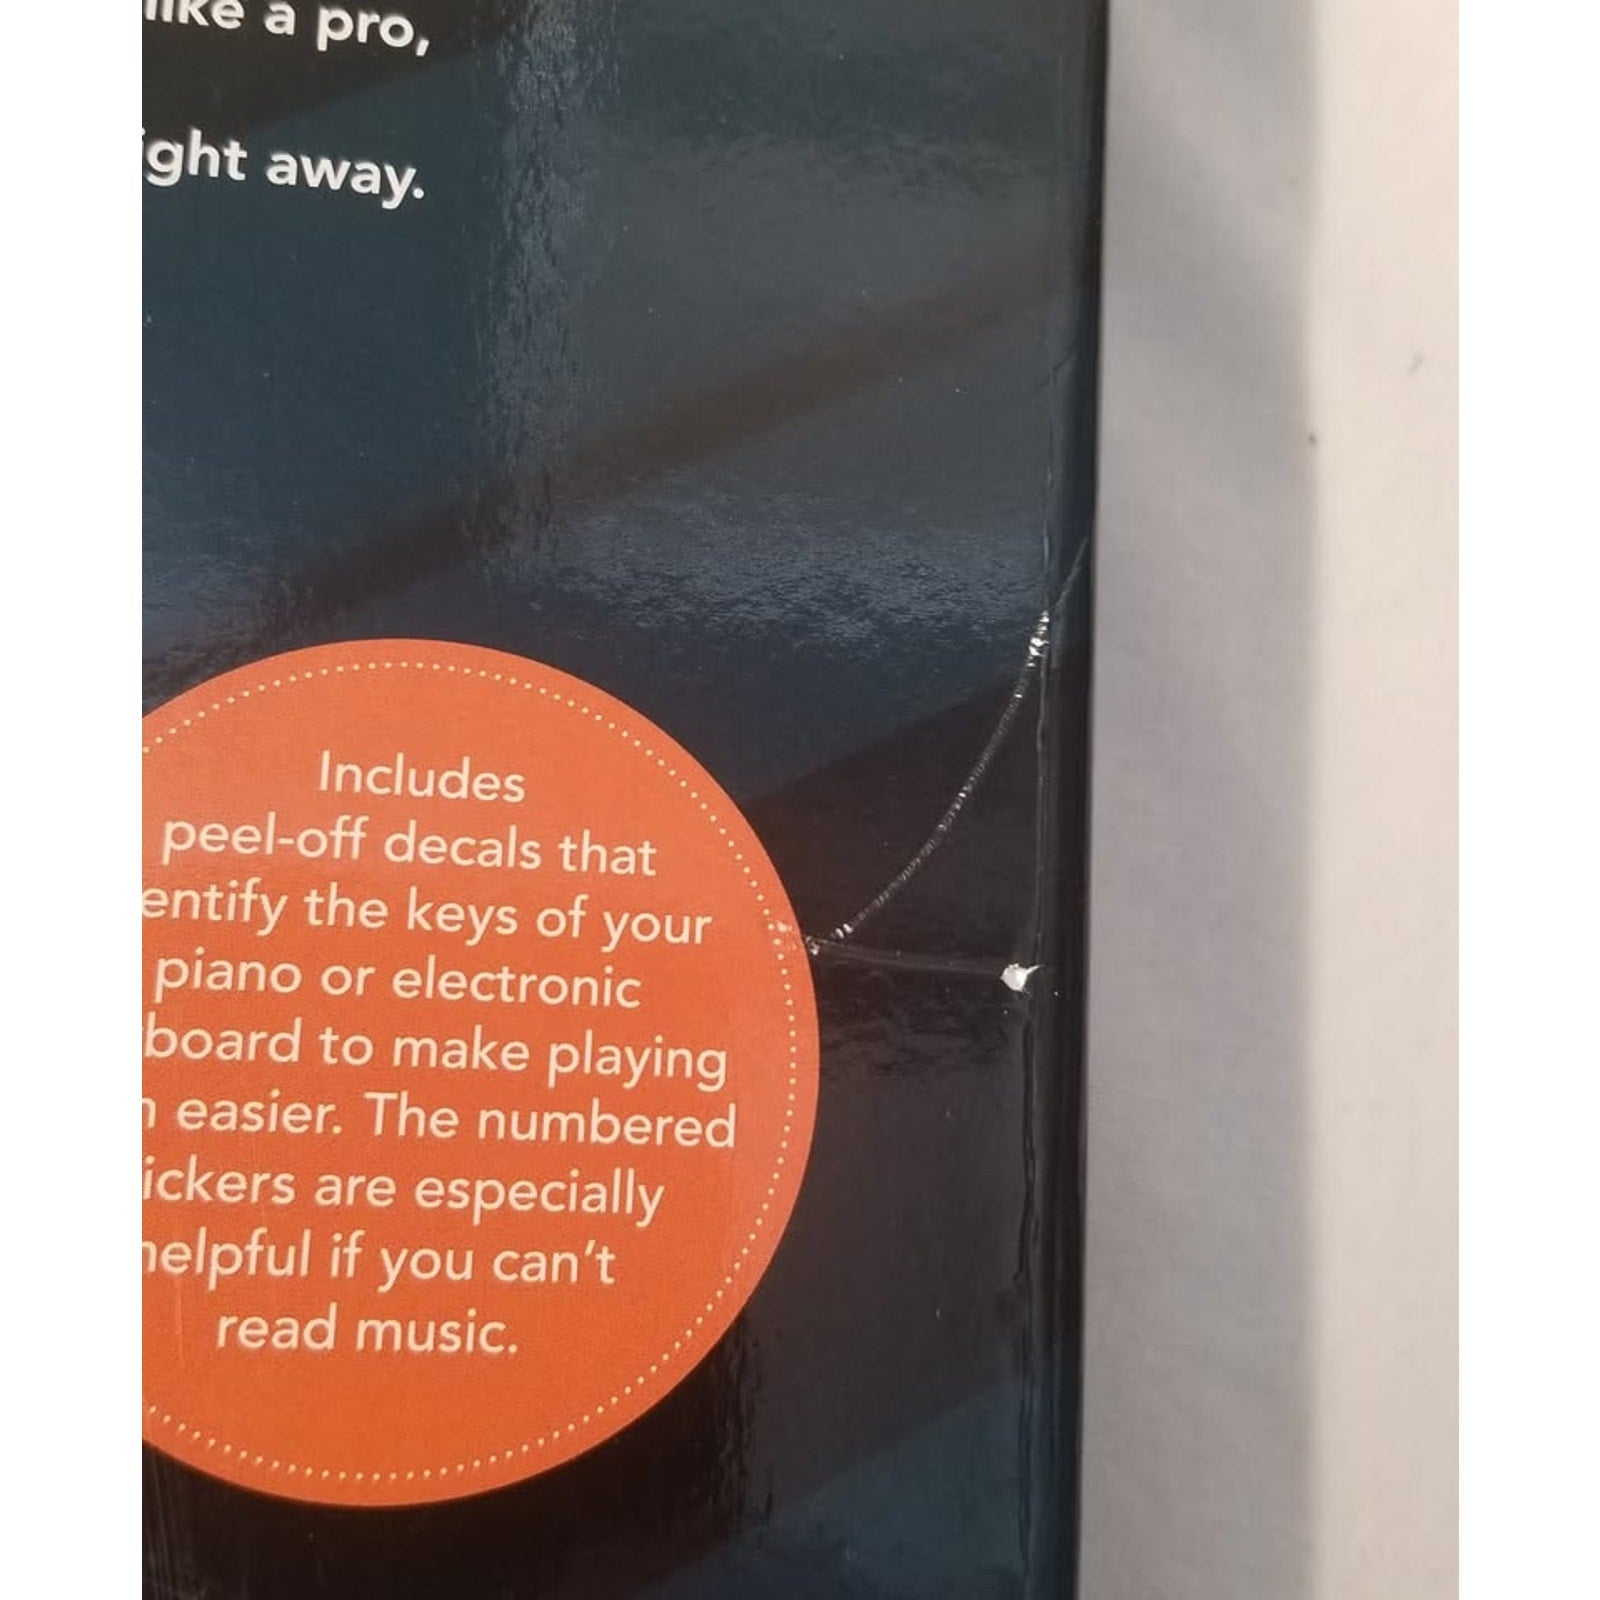 like a pro,
ight away.
Includes
peel-off decals that
entify the keys of your
piano or electronic
board to make playing
easier. The numbered
ickers are especially
helpful if you can't
read music.